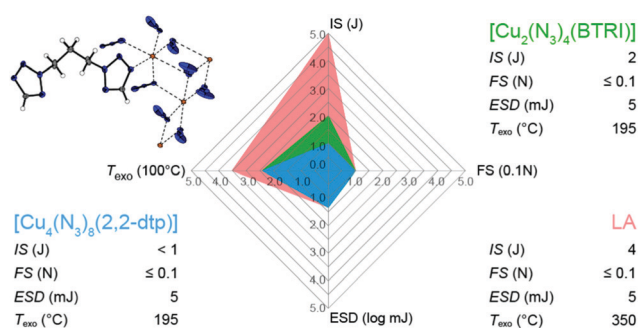 IS (J)
[Cu2(N3)4(BTRI)]
IS (J) 2
FS (N) ≤ 0.1
ESD (mJ) 5
Texo (°C) 195
5.0
4.0
3.0
2.0
1.0
0.0
Texo (100°C)
FS (0.1N)
5.0 4.0 3.0 2.0 1.0 1.0 2.0 3.0 4.0 5.0
1.0
2.0
3.0
4.0
5.0
ESD (log mJ)
[Cu4(N3)8(2,2-dtp)]
IS (J) < 1
FS (N) ≤ 0.1
ESD (mJ) 5
Texo (°C) 195
LA
IS (J) 4
FS (N) ≤ 0.1
ESD (mJ) 5
Texo (°C) 350